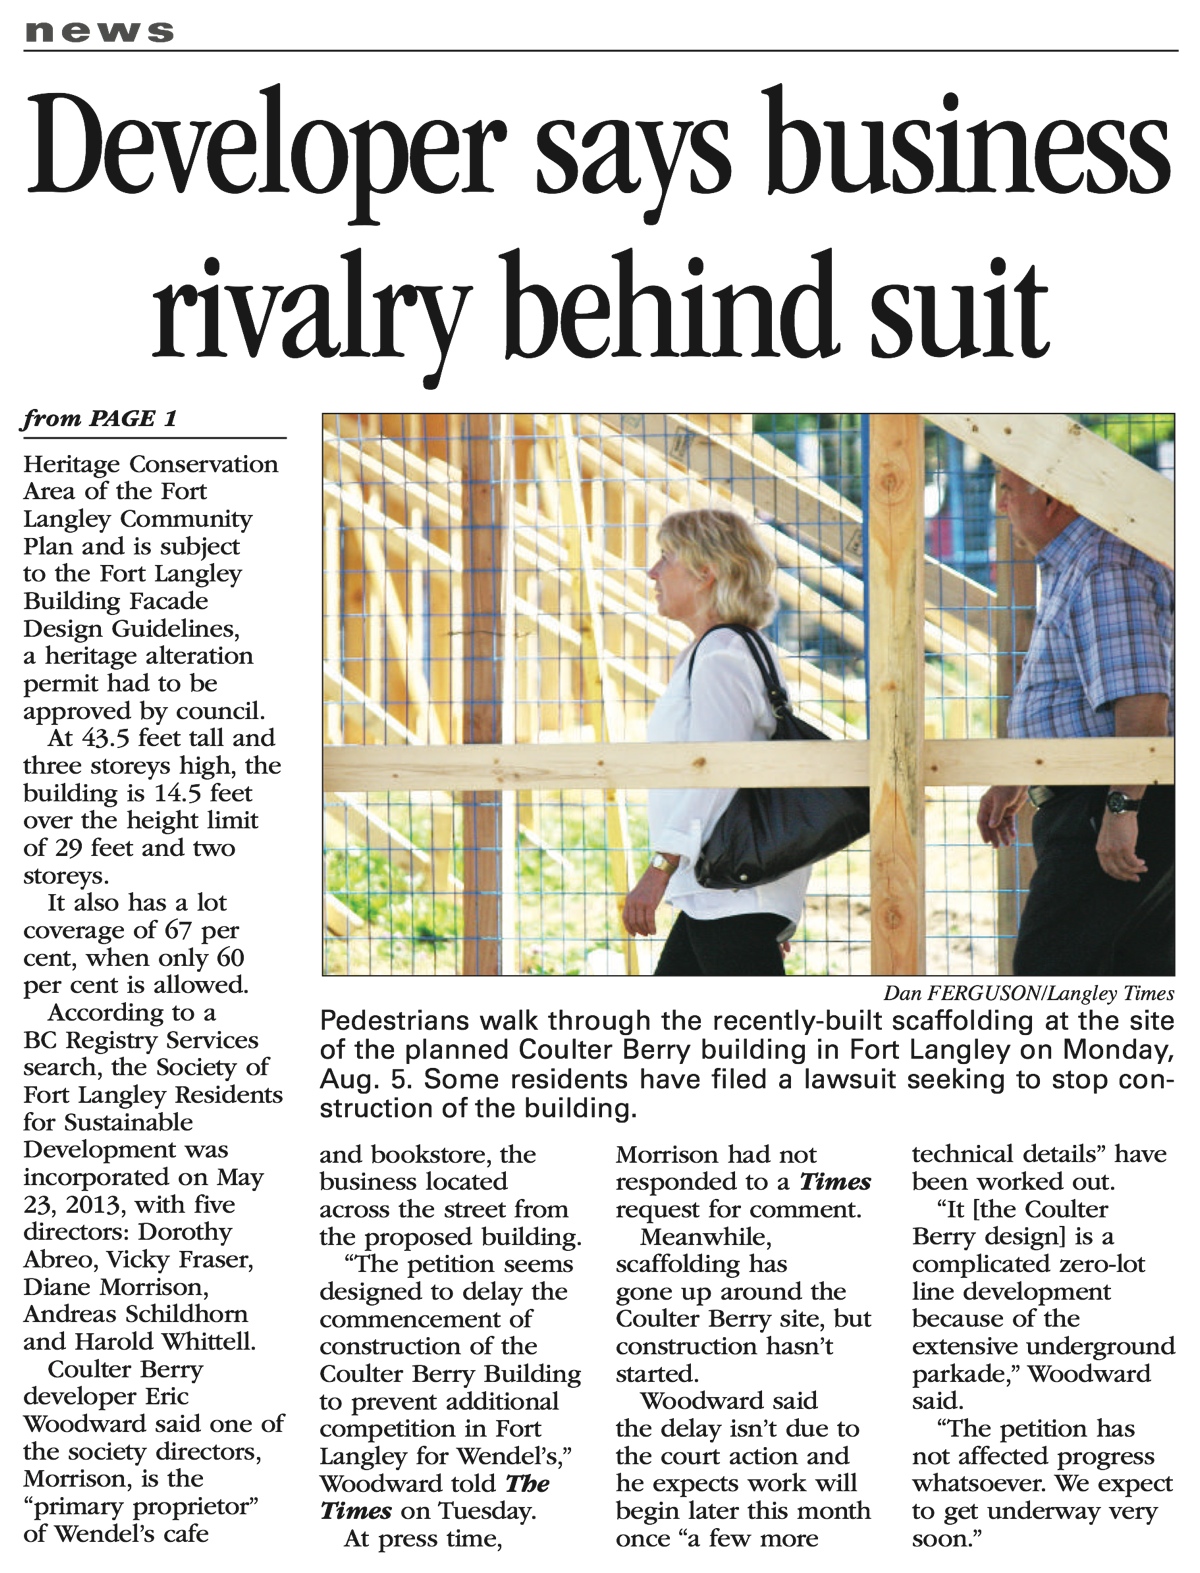 news
Developer says business
rivalry behind suit
from PAGE 1
Heritage Conservation
Area of the Fort
Langley Community
Plan and is subject
to the Fort Langley
Building Facade
Design Guidelines,
a heritage alteration
permit had to be
approved by council.
At 43.5 feet tall and
three storeys high, the
building is 14.5 feet
over the height limit
of 29 feet and two
storeys.
It also has a lot
coverage of 67 per
cent, when only 60
per cent is allowed.
According to a
BC Registry Services
search, the Society of
Fort Langley Residents
for Sustainable
Development was
incorporated on May
23, 2013, with five
directors: Dorothy
Abreo, Vicky Fraser,
Diane Morrison,
Andreas Schildhorn
and Harold Whittell.
Coulter Berry
developer Eric
Woodward said one of
the society directors,
Morrison, is the
“primary proprietor”
of Wendel’s cafe
Dan FERGUSON/Langley Times
Pedestrians walk through the recently-built scaffolding at the site
of the planned Coulter Berry building in Fort Langley on Monday,
Aug. 5. Some residents have filed a lawsuit seeking to stop con-
struction of the building.
and bookstore, the
business located
across the street from
the proposed building.
“The petition seems
designed to delay the
commencement of
construction of the
Coulter Berry Building
to prevent additional
competition in Fort
Langley for Wendel’s,”
Woodward told The
Times on Tuesday.
At press time,
Morrison had not
responded to a Times
request for comment.
Meanwhile,
scaffolding has
gone up around the
Coulter Berry site, but
construction hasn’t
started.
Woodward said
the delay isn’t due to
the court action and
he expects work will
begin later this month
once “a few more
technical details” have
been worked out.
“It [the Coulter
Berry design] is a
complicated zero-lot
line development
because of the
extensive underground
parkade,” Woodward
said.
“The petition has
not affected progress
whatsoever. We expect
to get underway very
soon.”